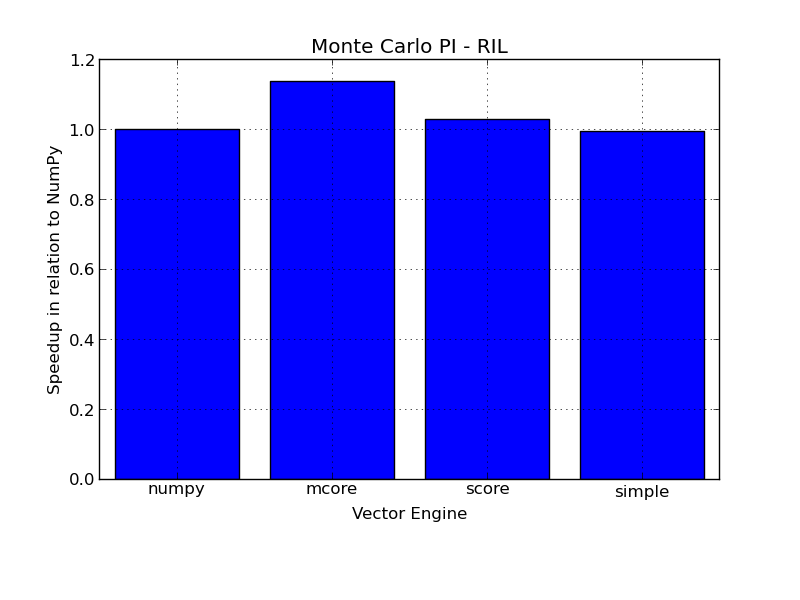 Monte Carlo PI - RIL
1.2
1.0
0.8
0.6
0.4
0.2
0.0
Speedup in relation to NumPy
numpy mcore score simple
Vector Engine